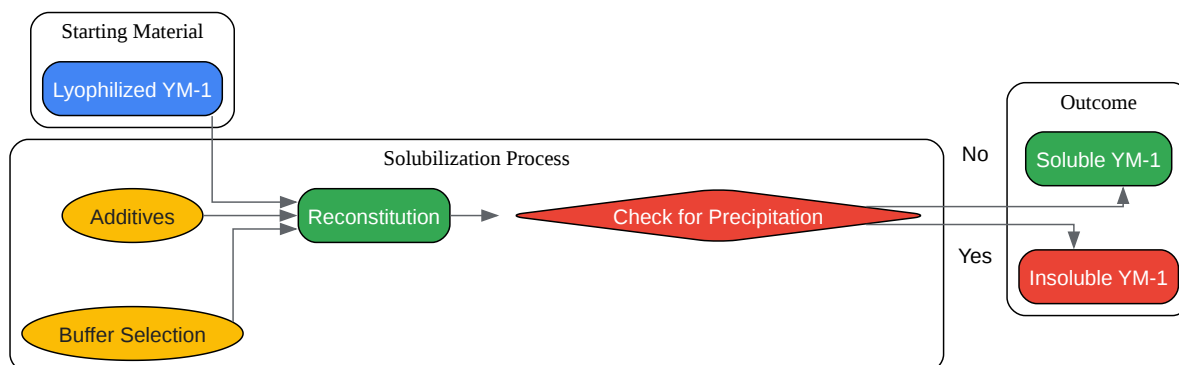 Starting Material
Lyophilized YM-1
Solubilization Process
Additives
Reconstitution
Check for Precipitation
Buffer Selection
No
Yes
Outcome
Soluble YM-1
Insoluble YM-1